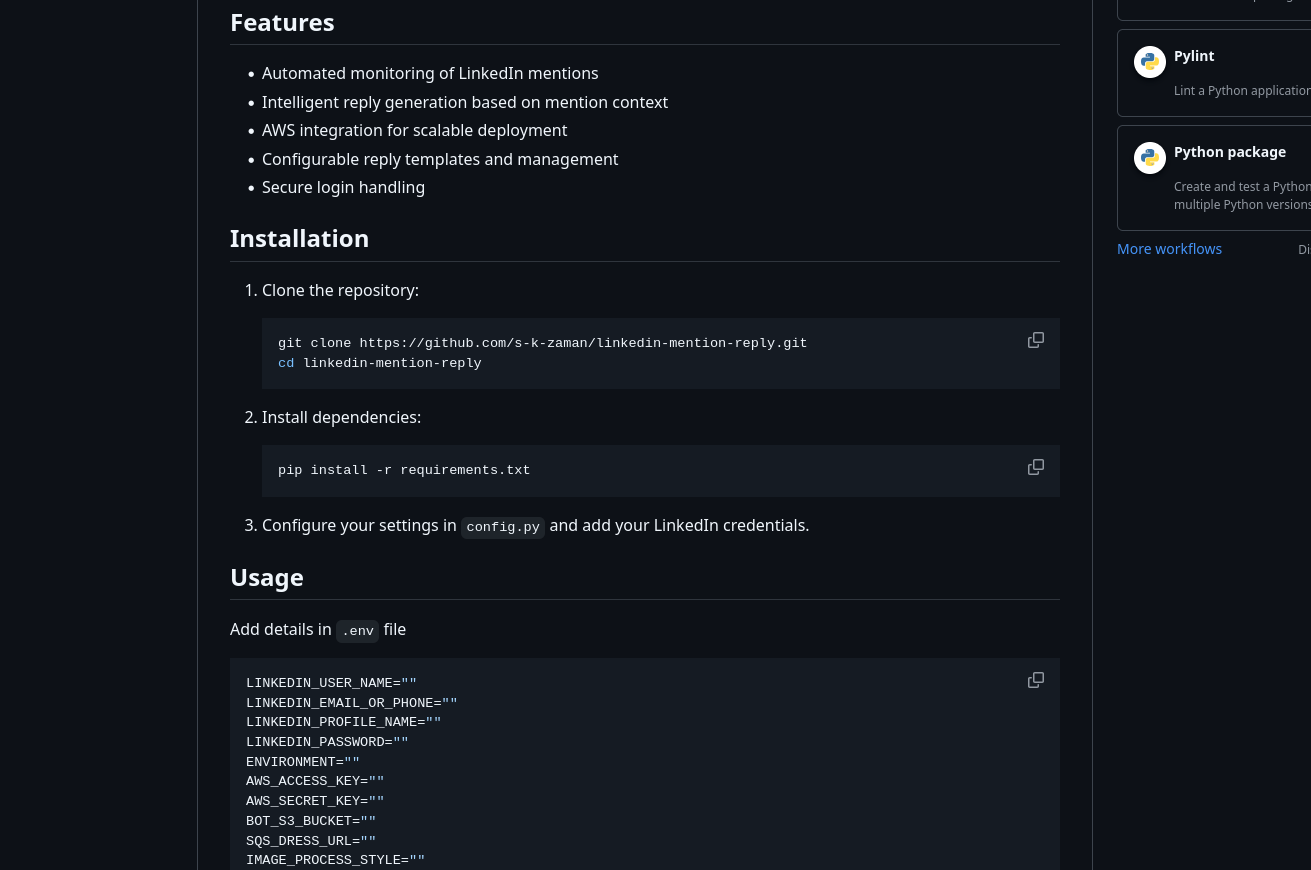 Features
Automated monitoring of LinkedIn mentions
Intelligent reply generation based on mention context
AWS integration for scalable deployment
Configurable reply templates and management
Secure login handling
Installation
1. Clone the repository:
git clone https://github.com/s-k-zaman/linkedin-mention-reply.git
cd linkedin-mention-reply
2. Install dependencies:
pip install -r requirements.txt
3. Configure your settings in config.py and add your LinkedIn credentials.
Usage
Add details in .env file
LINKEDIN_USER_NAME=""
LINKEDIN_EMAIL_OR_PHONE=""
LINKEDIN_PROFILE_NAME=""
LINKEDIN_PASSWORD=""
ENVIRONMENT=""
AWS_ACCESS_KEY=""
AWS_SECRET_KEY=""
BOT_S3_BUCKET=""
SQS_DRESS_URL=""
IMAGE_PROCESS_STYLE=""
Pylint
Lint a Python application
Python package
Create and test a Python
multiple Python versions
More workflows